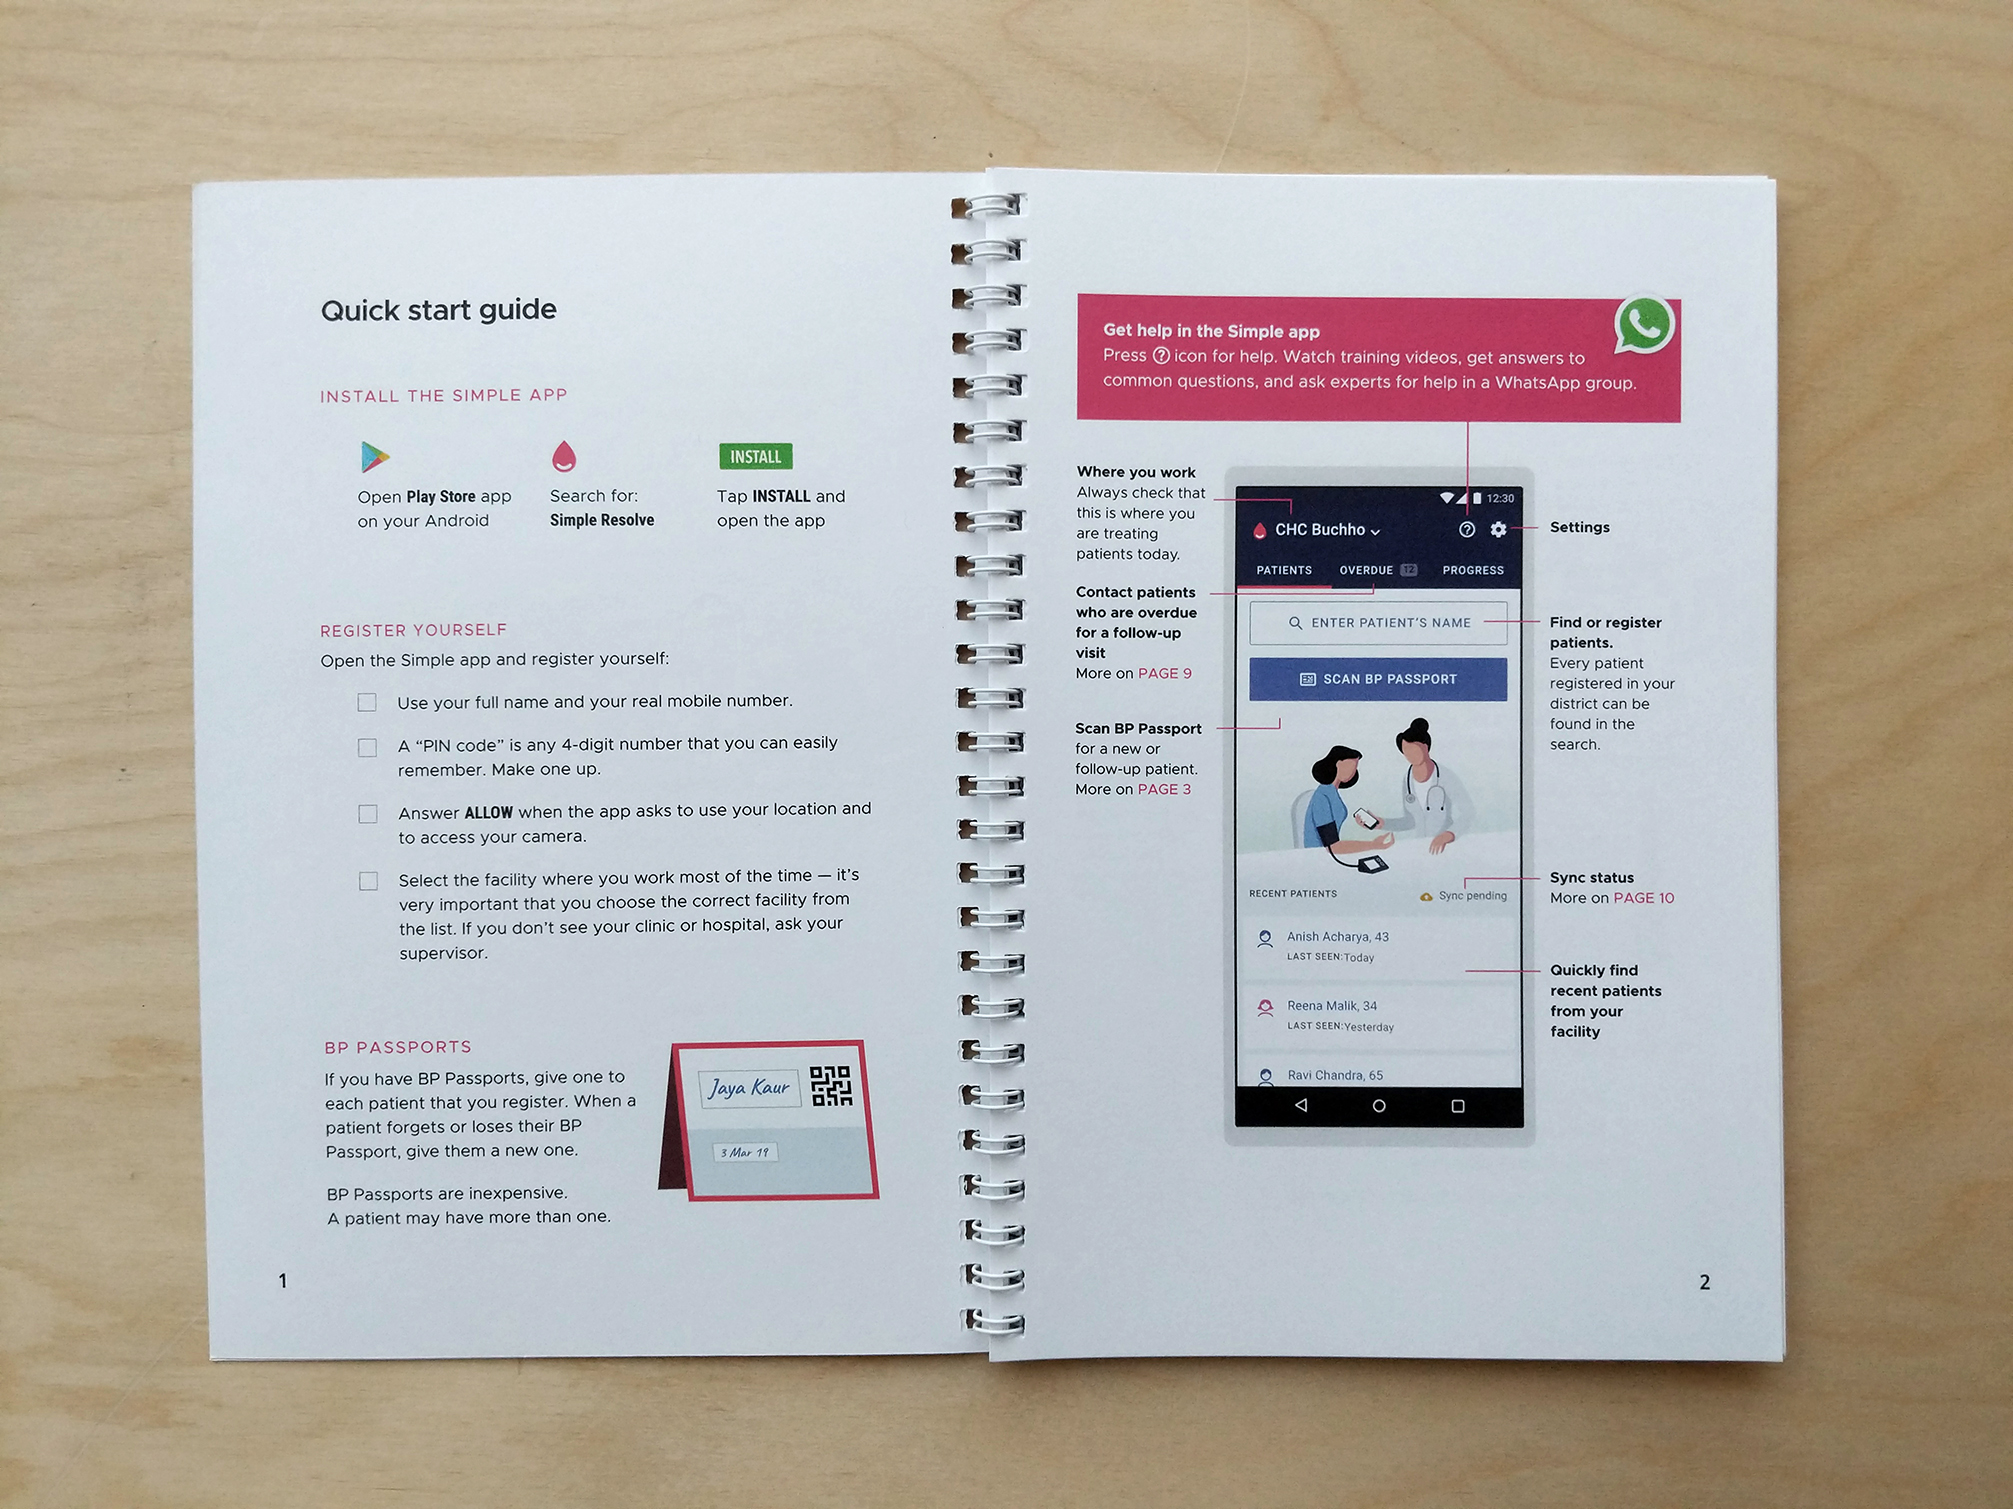 Quick start guide
INSTALL THE SIMPLE APP
Open Play Store app
on your Android
Search for:
Simple Resolve
INSTALL
Tap INSTALL and
open the app
REGISTER YOURSELF
Open the Simple app and register yourself:
Use your full name and your real mobile number.
A “PIN code” is any 4-digit number that you can easily
remember. Make one up.
Answer ALLOW when the app asks to use your location and
to access your camera.
Select the facility where you work most of the time — it’s
very important that you choose the correct facility from
the list. If you don’t see your clinic or hospital, ask your
supervisor.
BP PASSPORTS
If you have BP Passports, give one to
each patient that you register. When a
patient forgets or loses their BP
Passport, give them a new one.
BP Passports are inexpensive.
A patient may have more than one.
Jaya Kaur
3 Mar 19
1
Get help in the Simple app
Press ? icon for help. Watch training videos, get answers to
common questions, and ask experts for help in a WhatsApp group.
Where you work
Always check that
this is where you
are treating
patients today.
Contact patients
who are overdue
for a follow-up
visit
More on PAGE 9
Scan BP Passport
for a new or
follow-up patient.
More on PAGE 3
12:30
CHC Buchho
?
PATIENTS OVERDUE 12 PROGRESS
ENTER PATIENT’S NAME
SCAN BP PASSPORT
RECENT PATIENTS Sync pending
Anish Acharya, 43
LAST SEEN: Today
Reena Malik, 34
LAST SEEN: Yesterday
Ravi Chandra, 65
Settings
Find or register
patients.
Every patient
registered in your
district can be
found in the
search.
Sync status
More on PAGE 10
Quickly find
recent patients
from your
facility
2